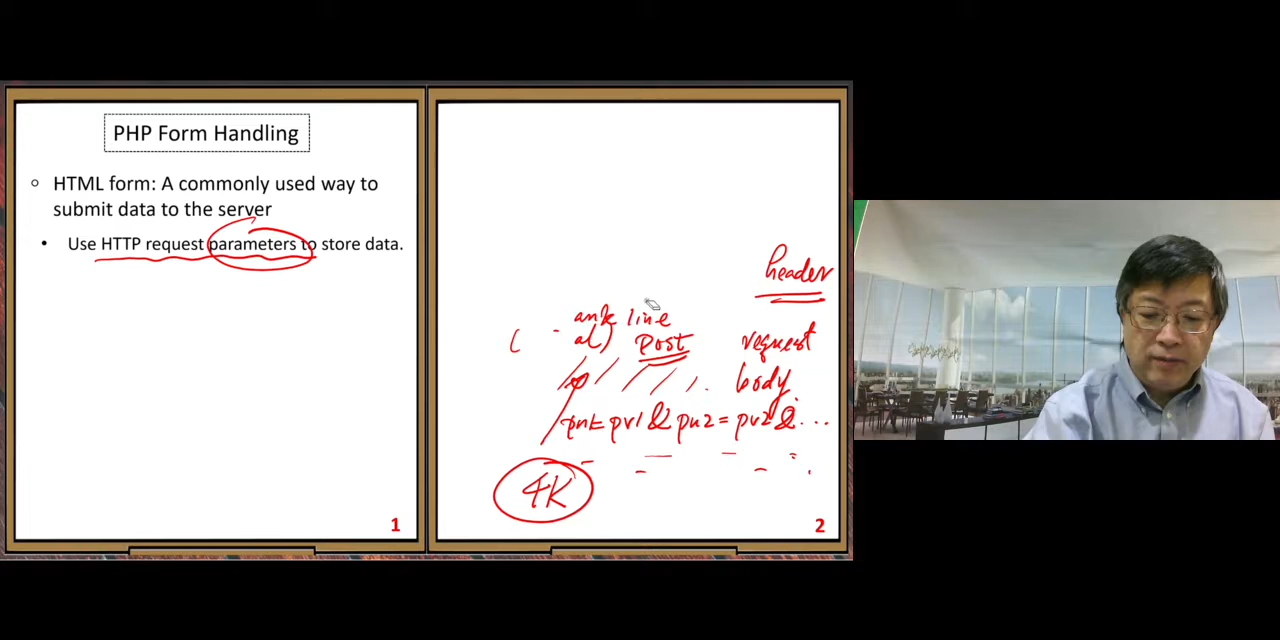 PHP Form Handling
HTML form: A commonly used way to
submit data to the server
Use HTTP request parameters to store data.
1
header
line
al) post request
body
pv1 & pn2 = pv2 & ...
4K
2